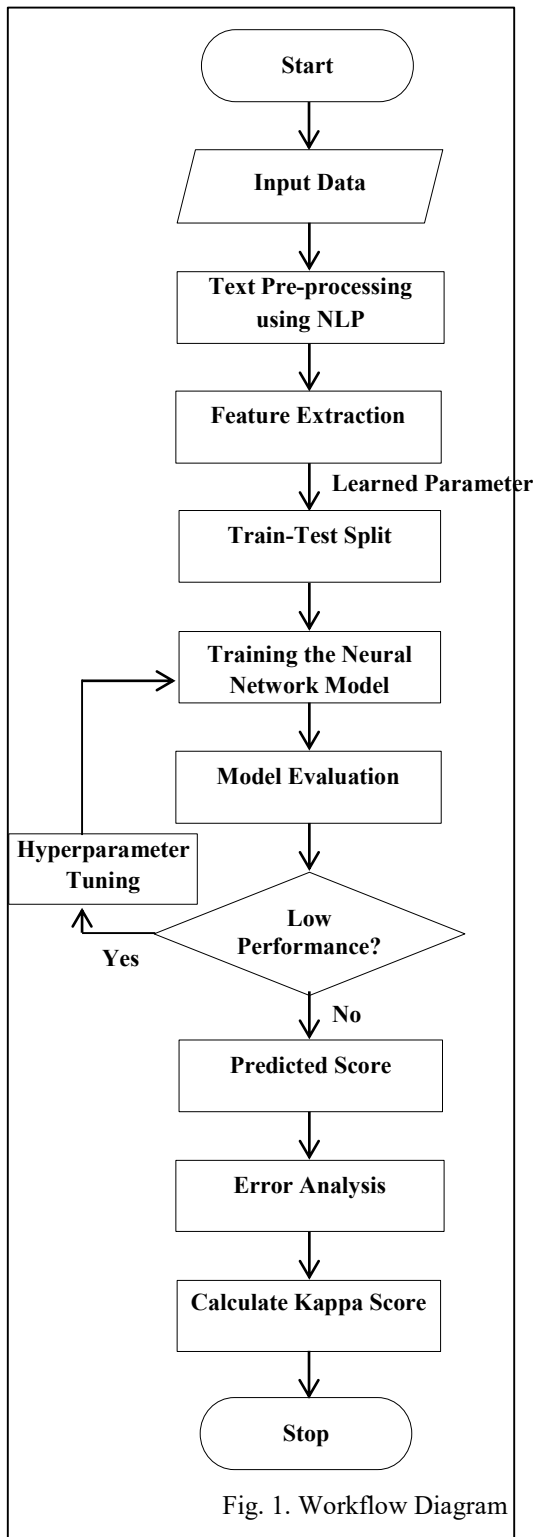 Start
Input Data
Text Pre-processing
using NLP
Feature Extraction
Learned Parameter
Train-Test Split
Training the Neural
Network Model
Model Evaluation
Hyperparameter
Tuning
Low
Performance?
Yes
No
Predicted Score
Error Analysis
Calculate Kappa Score
Stop
Fig. 1. Workflow Diagram